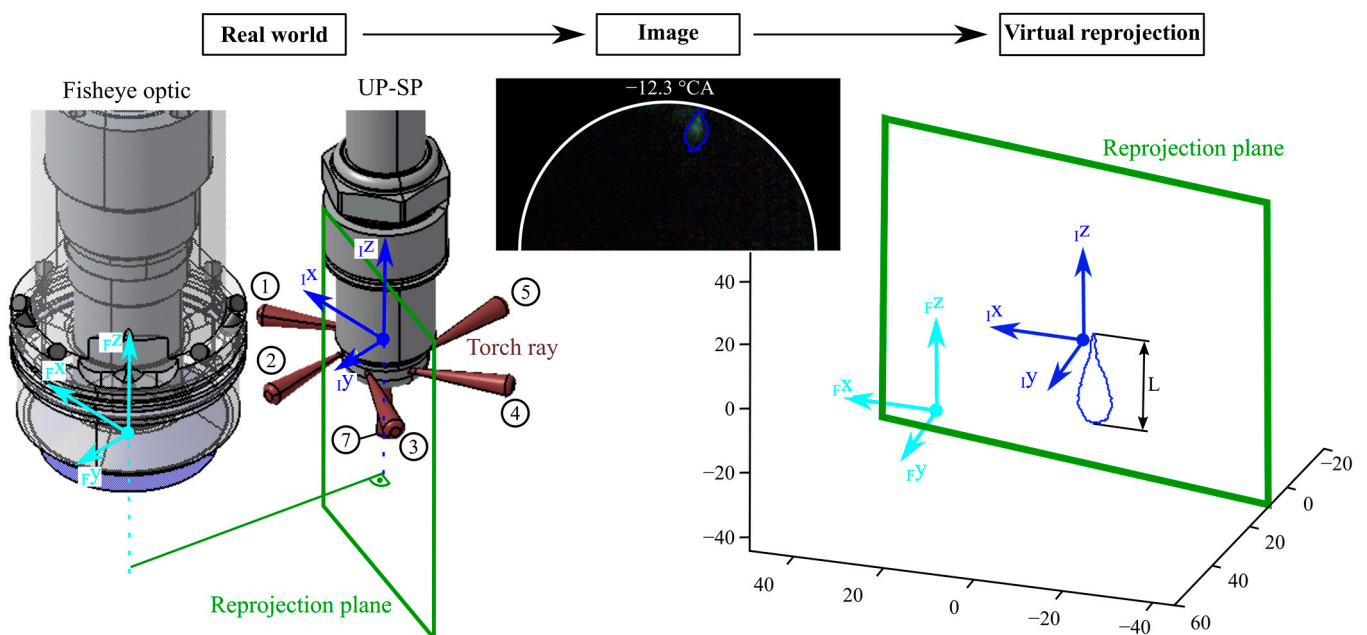 Real world
Image
Virtual reprojection
Fisheye optic
UP-SP
−12.3 °CA
Reprojection plane
Iz
Ix
Iy
Fz
Fx
Fy
1
2
5
Torch ray
4
7
3
Reprojection plane
Iz
Ix
Iy
Fz
Fx
Fy
L
40
20
0
−20
−40
40
20
0
−20
−40
60
40
20
0
−20